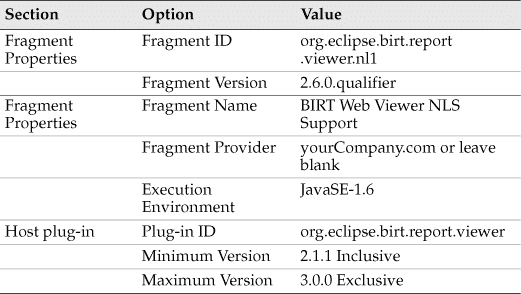 Section Option Value
Fragment Properties Fragment ID org.eclipse.birt.report
.viewer.nl1
Fragment Version 2.6.0.qualifier
Fragment Properties Fragment Name BIRT Web Viewer NLS
Support
Fragment Provider yourCompany.com or leave
blank
Execution Environment JavaSE-1.6
Host plug-in Plug-in ID org.eclipse.birt.report.viewer
Minimum Version 2.1.1 Inclusive
Maximum Version 3.0.0 Exclusive